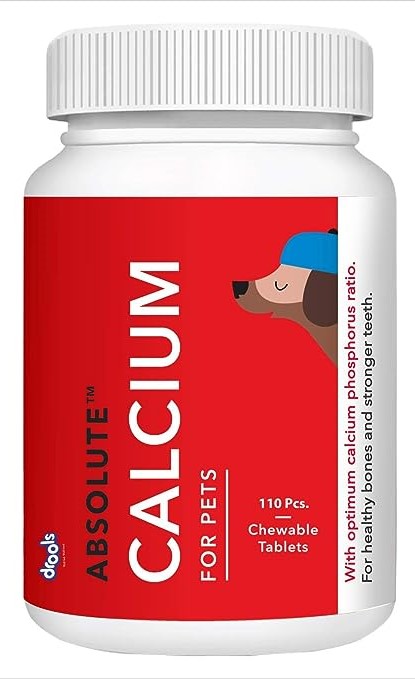 drools
ABSOLUTE™
CALCIUM
FOR PETS
110 Pcs.
Chewable
Tablets
With optimum calcium phosphorus ratio.
For healthy bones and stronger teeth.